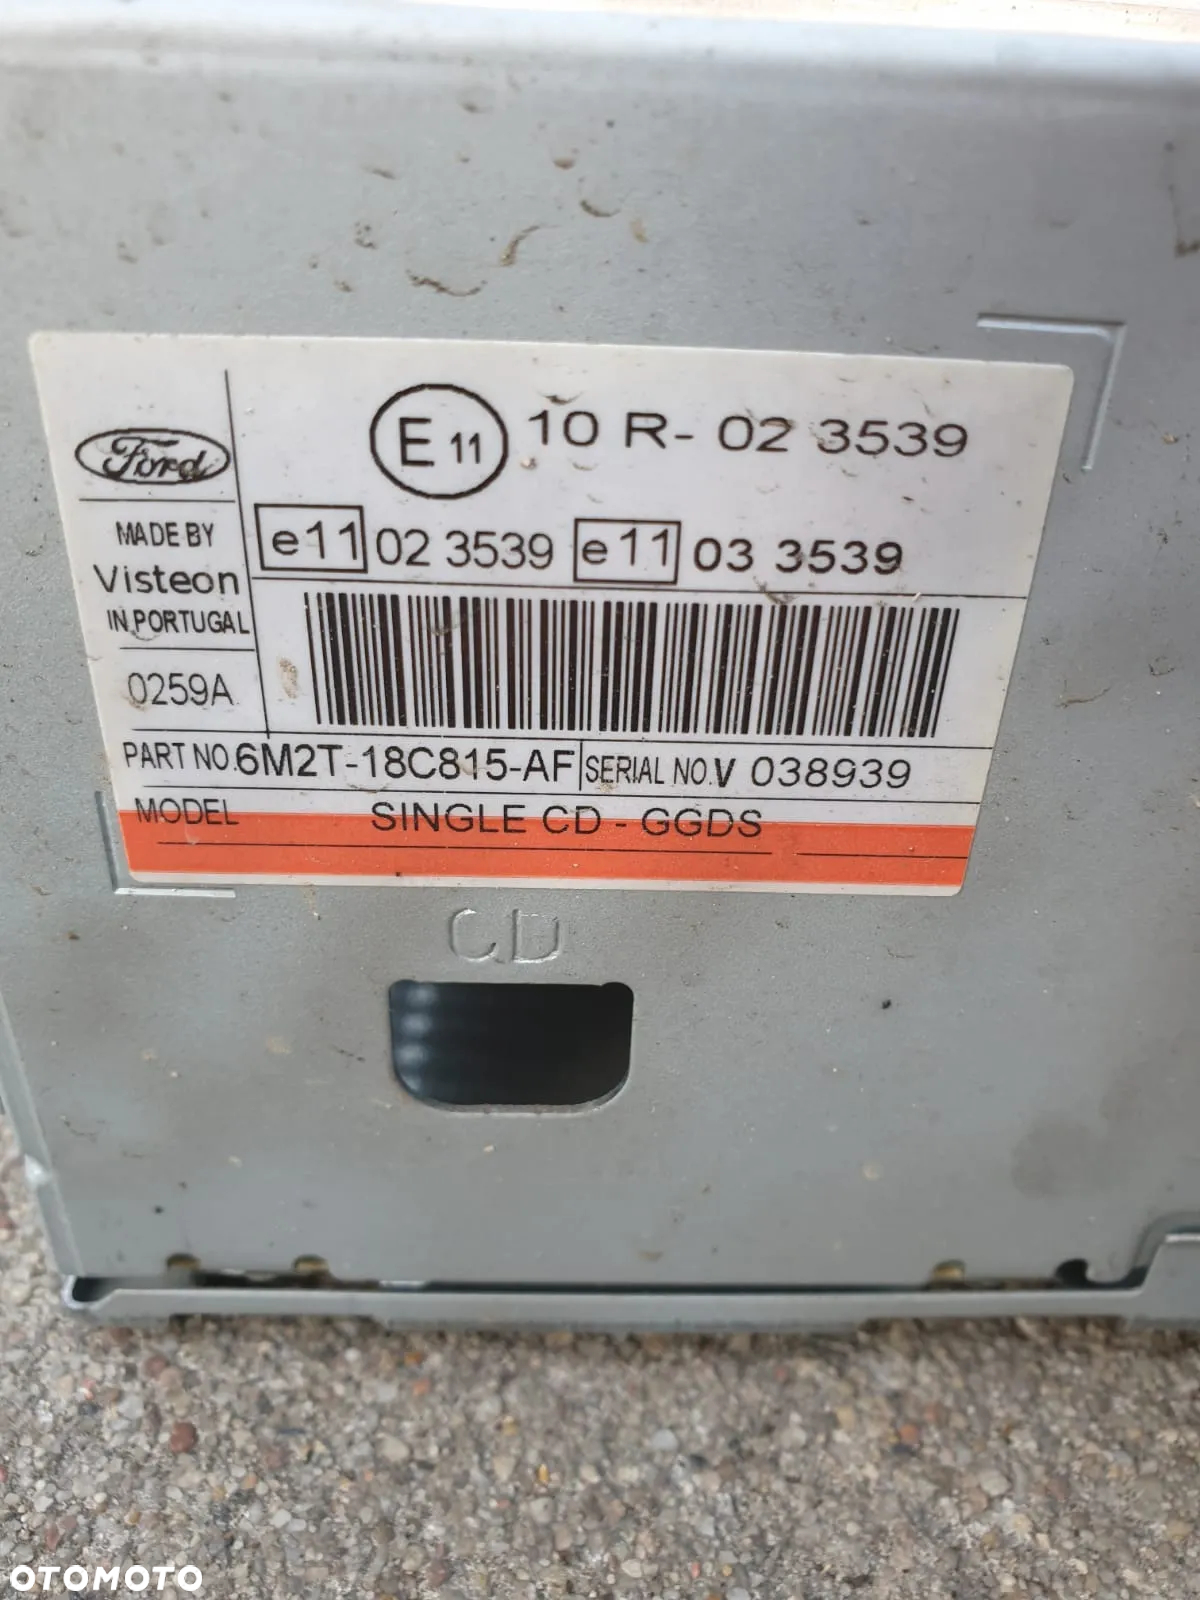 Ford
MADE BY
Visteon
IN PORTUGAL
0259A
E 11 10 R- 02 3539
e11 02 3539 e11 03 3539
PART NO. 6M2T-18C815-AF SERIAL NO. V 038939
MODEL SINGLE CD - GGDS
CD
OTOMOTO